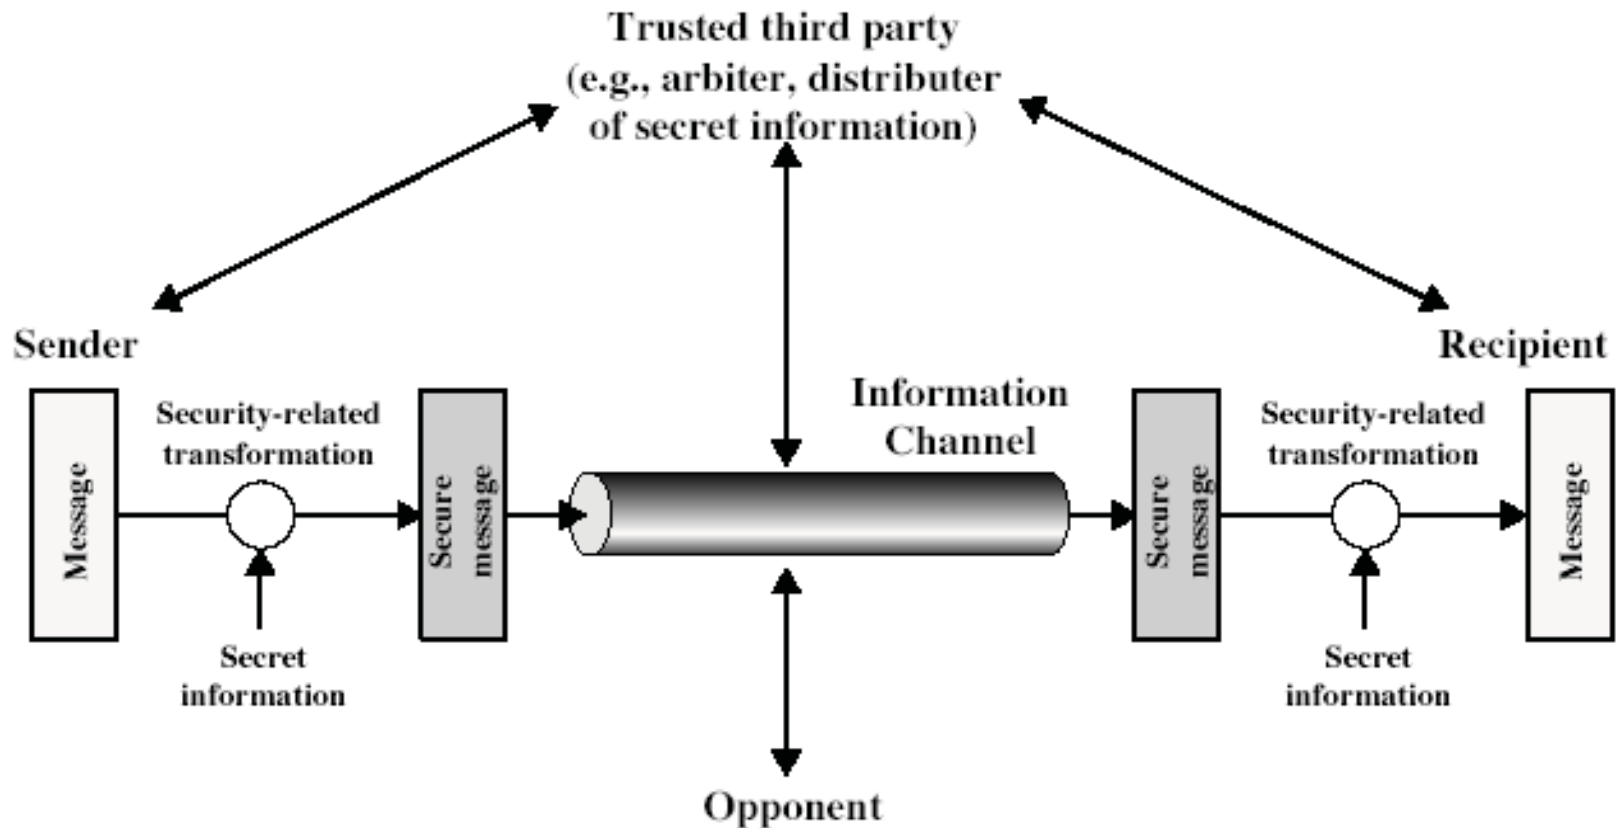 Trusted third party
(e.g., arbiter, distributer
of secret information)
Sender
Recipient
Information
Channel
Security-related
transformation
Security-related
transformation
Message
Secure
message
Secure
message
Message
Secret
information
Secret
information
Opponent